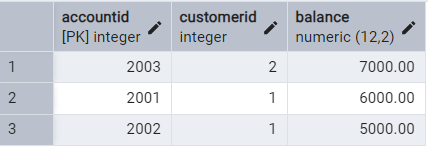 accountid customerid balance
[PK] integer integer numeric (12,2)
1 2003 2 7000.00
2 2001 1 6000.00
3 2002 1 5000.00